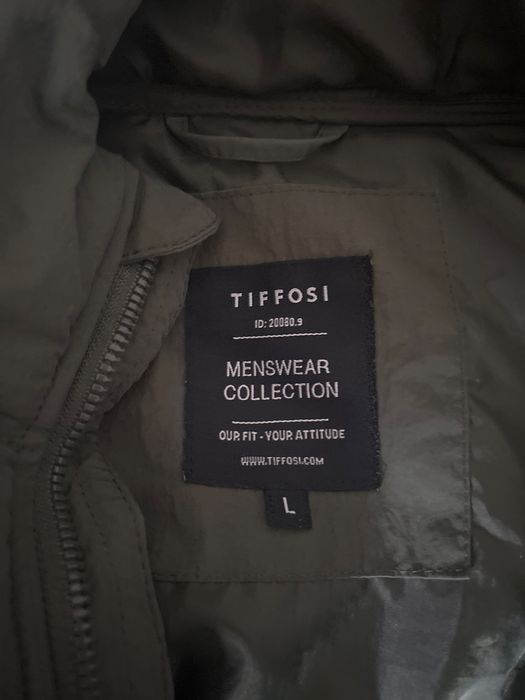 TIFFOSI
ID: 20080.9
MENSWEAR
COLLECTION
OUR FIT - YOUR ATTITUDE
WWW.TIFFOSI.COM
L